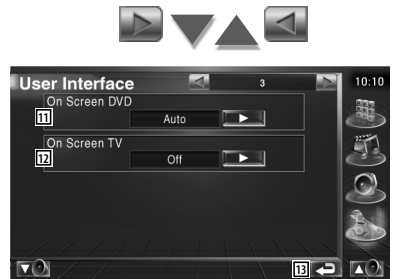 User Interface
3
10:10
On Screen DVD
11
Auto
On Screen TV
12
Off
13